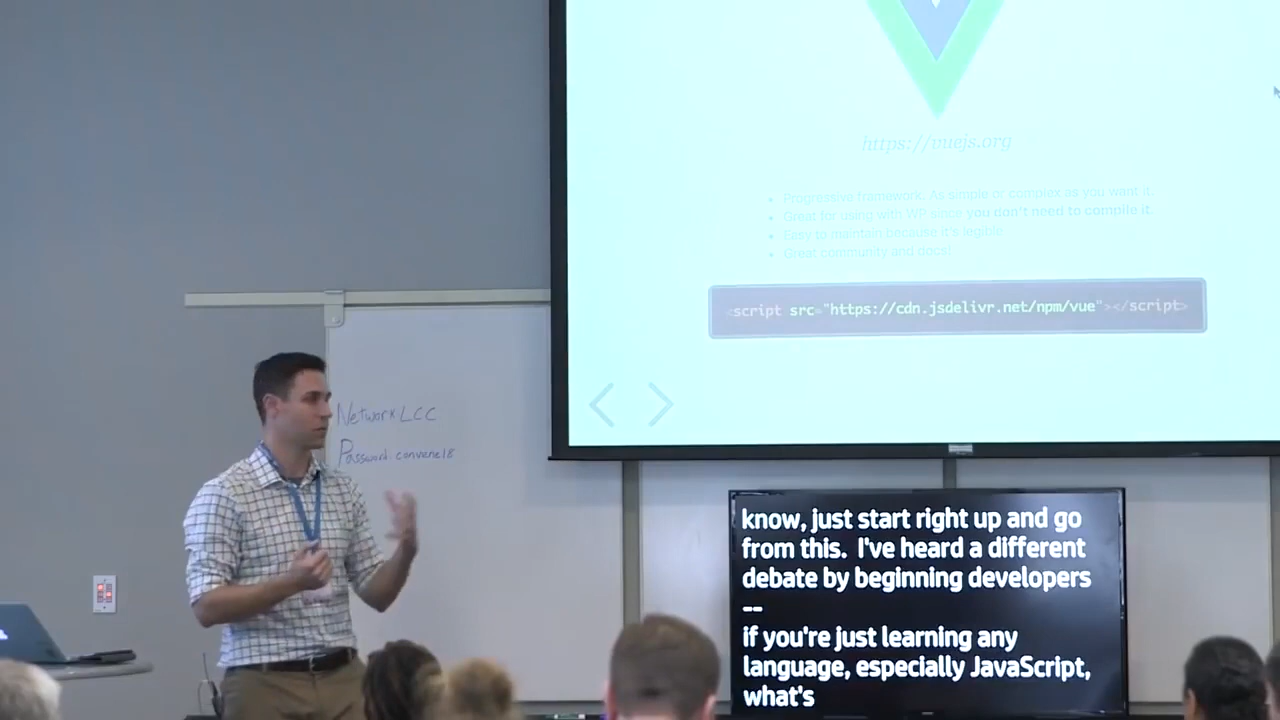 https://vuejs.org
Progressive framework: As simple or complex as you want it.
Great for using with WP since you don't need to compile it
Easy to maintain because it's legible
Great community and docs!
<script src="https://cdn.jsdelivr.net/npm/vue"></script>
Network LCC
Password: convene18
know, just start right up and go
from this.  I've heard a different
debate by beginning developers
--
if you're just learning any
language, especially JavaScript,
what's